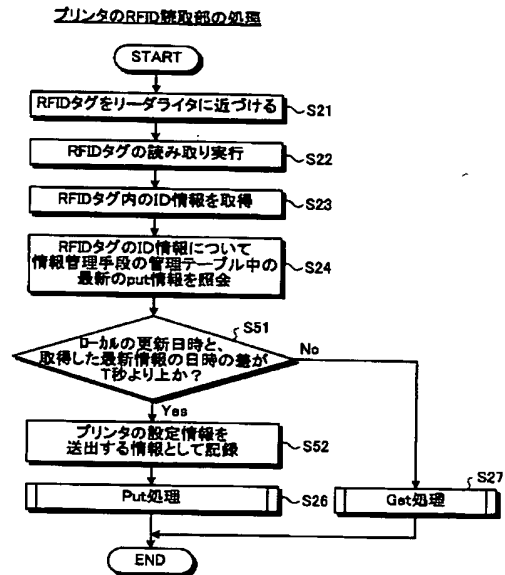 プリンタのRFID読取部の処理
START
RFIDタグをリーダライタに近づける
S21
RFIDタグの読み取り実行
S22
RFIDタグ内のID情報を取得
S23
RFIDタグのID情報について
情報管理手段の管理テーブル中の
最新のput情報を照会
S24
S51
ローカルの更新日時と、
取得した最新情報の日時の差が
T秒より上か?
No
Yes
プリンタの設定情報を
送出する情報として記録
S52
Put処理
S26
Get処理
S27
END